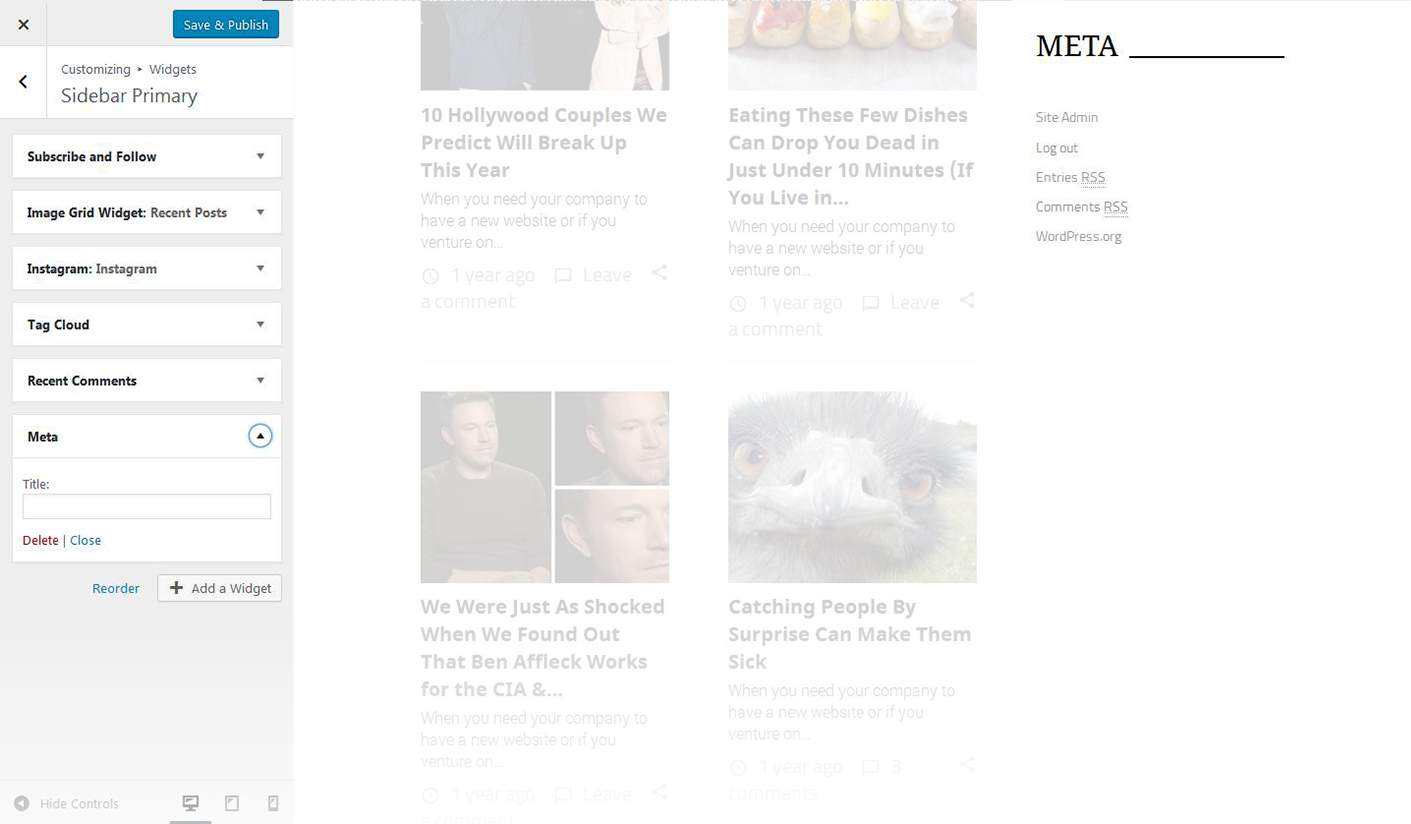 Save & Publish
Customizing ▸ Widgets
Sidebar Primary
Subscribe and Follow
Image Grid Widget: Recent Posts
Instagram: Instagram
Tag Cloud
Recent Comments
Meta
Title:
Delete | Close
Reorder
Add a Widget
Hide Controls
10 Hollywood Couples We
Predict Will Break Up
This Year
When you need your company to
have a new website or if you
venture on...
1 year ago Leave
a comment
Eating These Few Dishes
Can Drop You Dead in
Just Under 10 Minutes (If
You Live in...
When you need your company to
have a new website or if you
venture on...
1 year ago Leave
a comment
We Were Just As Shocked
When We Found Out
That Ben Affleck Works
for the CIA &...
When you need your company to
have a new website or if you
venture on...
1 year ago Leave
a comment
Catching People By
Surprise Can Make Them
Sick
When you need your company to
have a new website or if you
venture on...
1 year ago 3
comments
META
Site Admin
Log out
Entries RSS
Comments RSS
WordPress.org